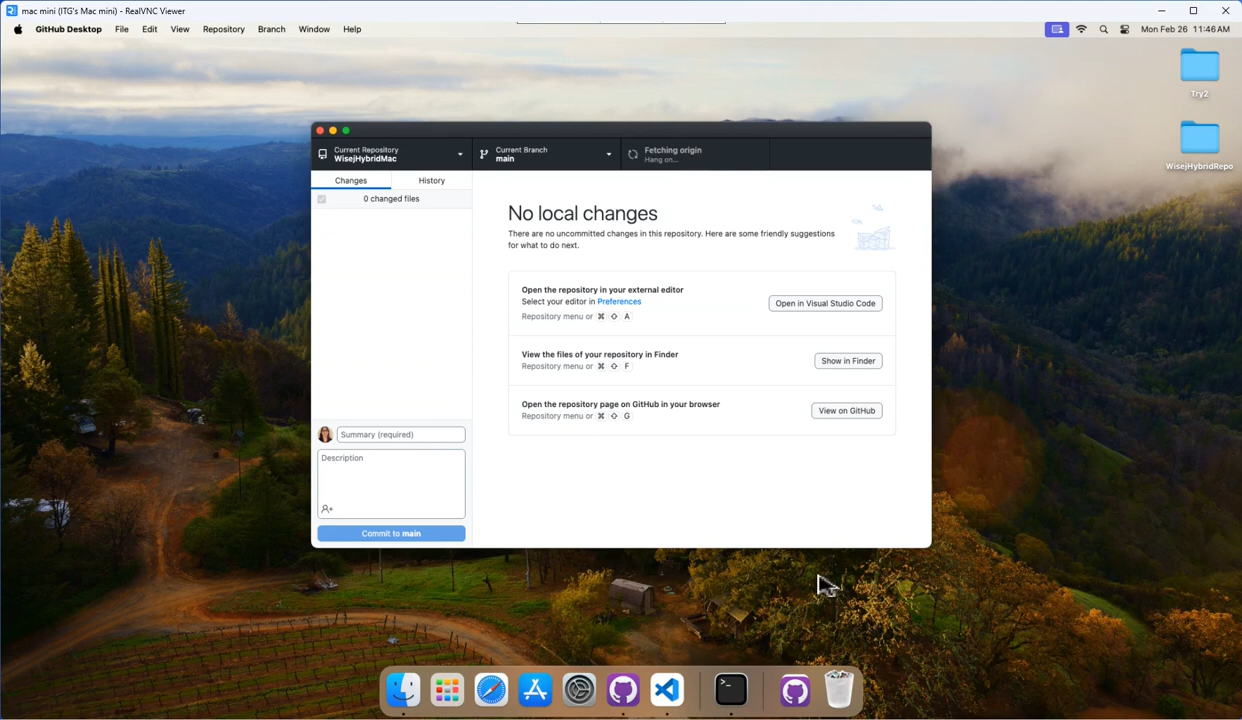 mac mini (ITG's Mac mini) - RealVNC Viewer
GitHub Desktop File Edit View Repository Branch Window Help
Mon Feb 26 11:46 AM
Try2
WisejHybridRepo
Current Repository
WisejHybridMac
Current Branch
main
Fetching origin
Hang on...
Changes History
0 changed files
No local changes
There are no uncommitted changes in this repository. Here are some friendly suggestions
for what to do next.
Open the repository in your external editor
Select your editor in Preferences
Repository menu or ⌘ ⇧ A
Open in Visual Studio Code
View the files of your repository in Finder
Repository menu or ⌘ ⇧ F
Show in Finder
Open the repository page on GitHub in your browser
Repository menu or ⌘ ⇧ G
View on GitHub
Summary (required)
Description
Commit to main